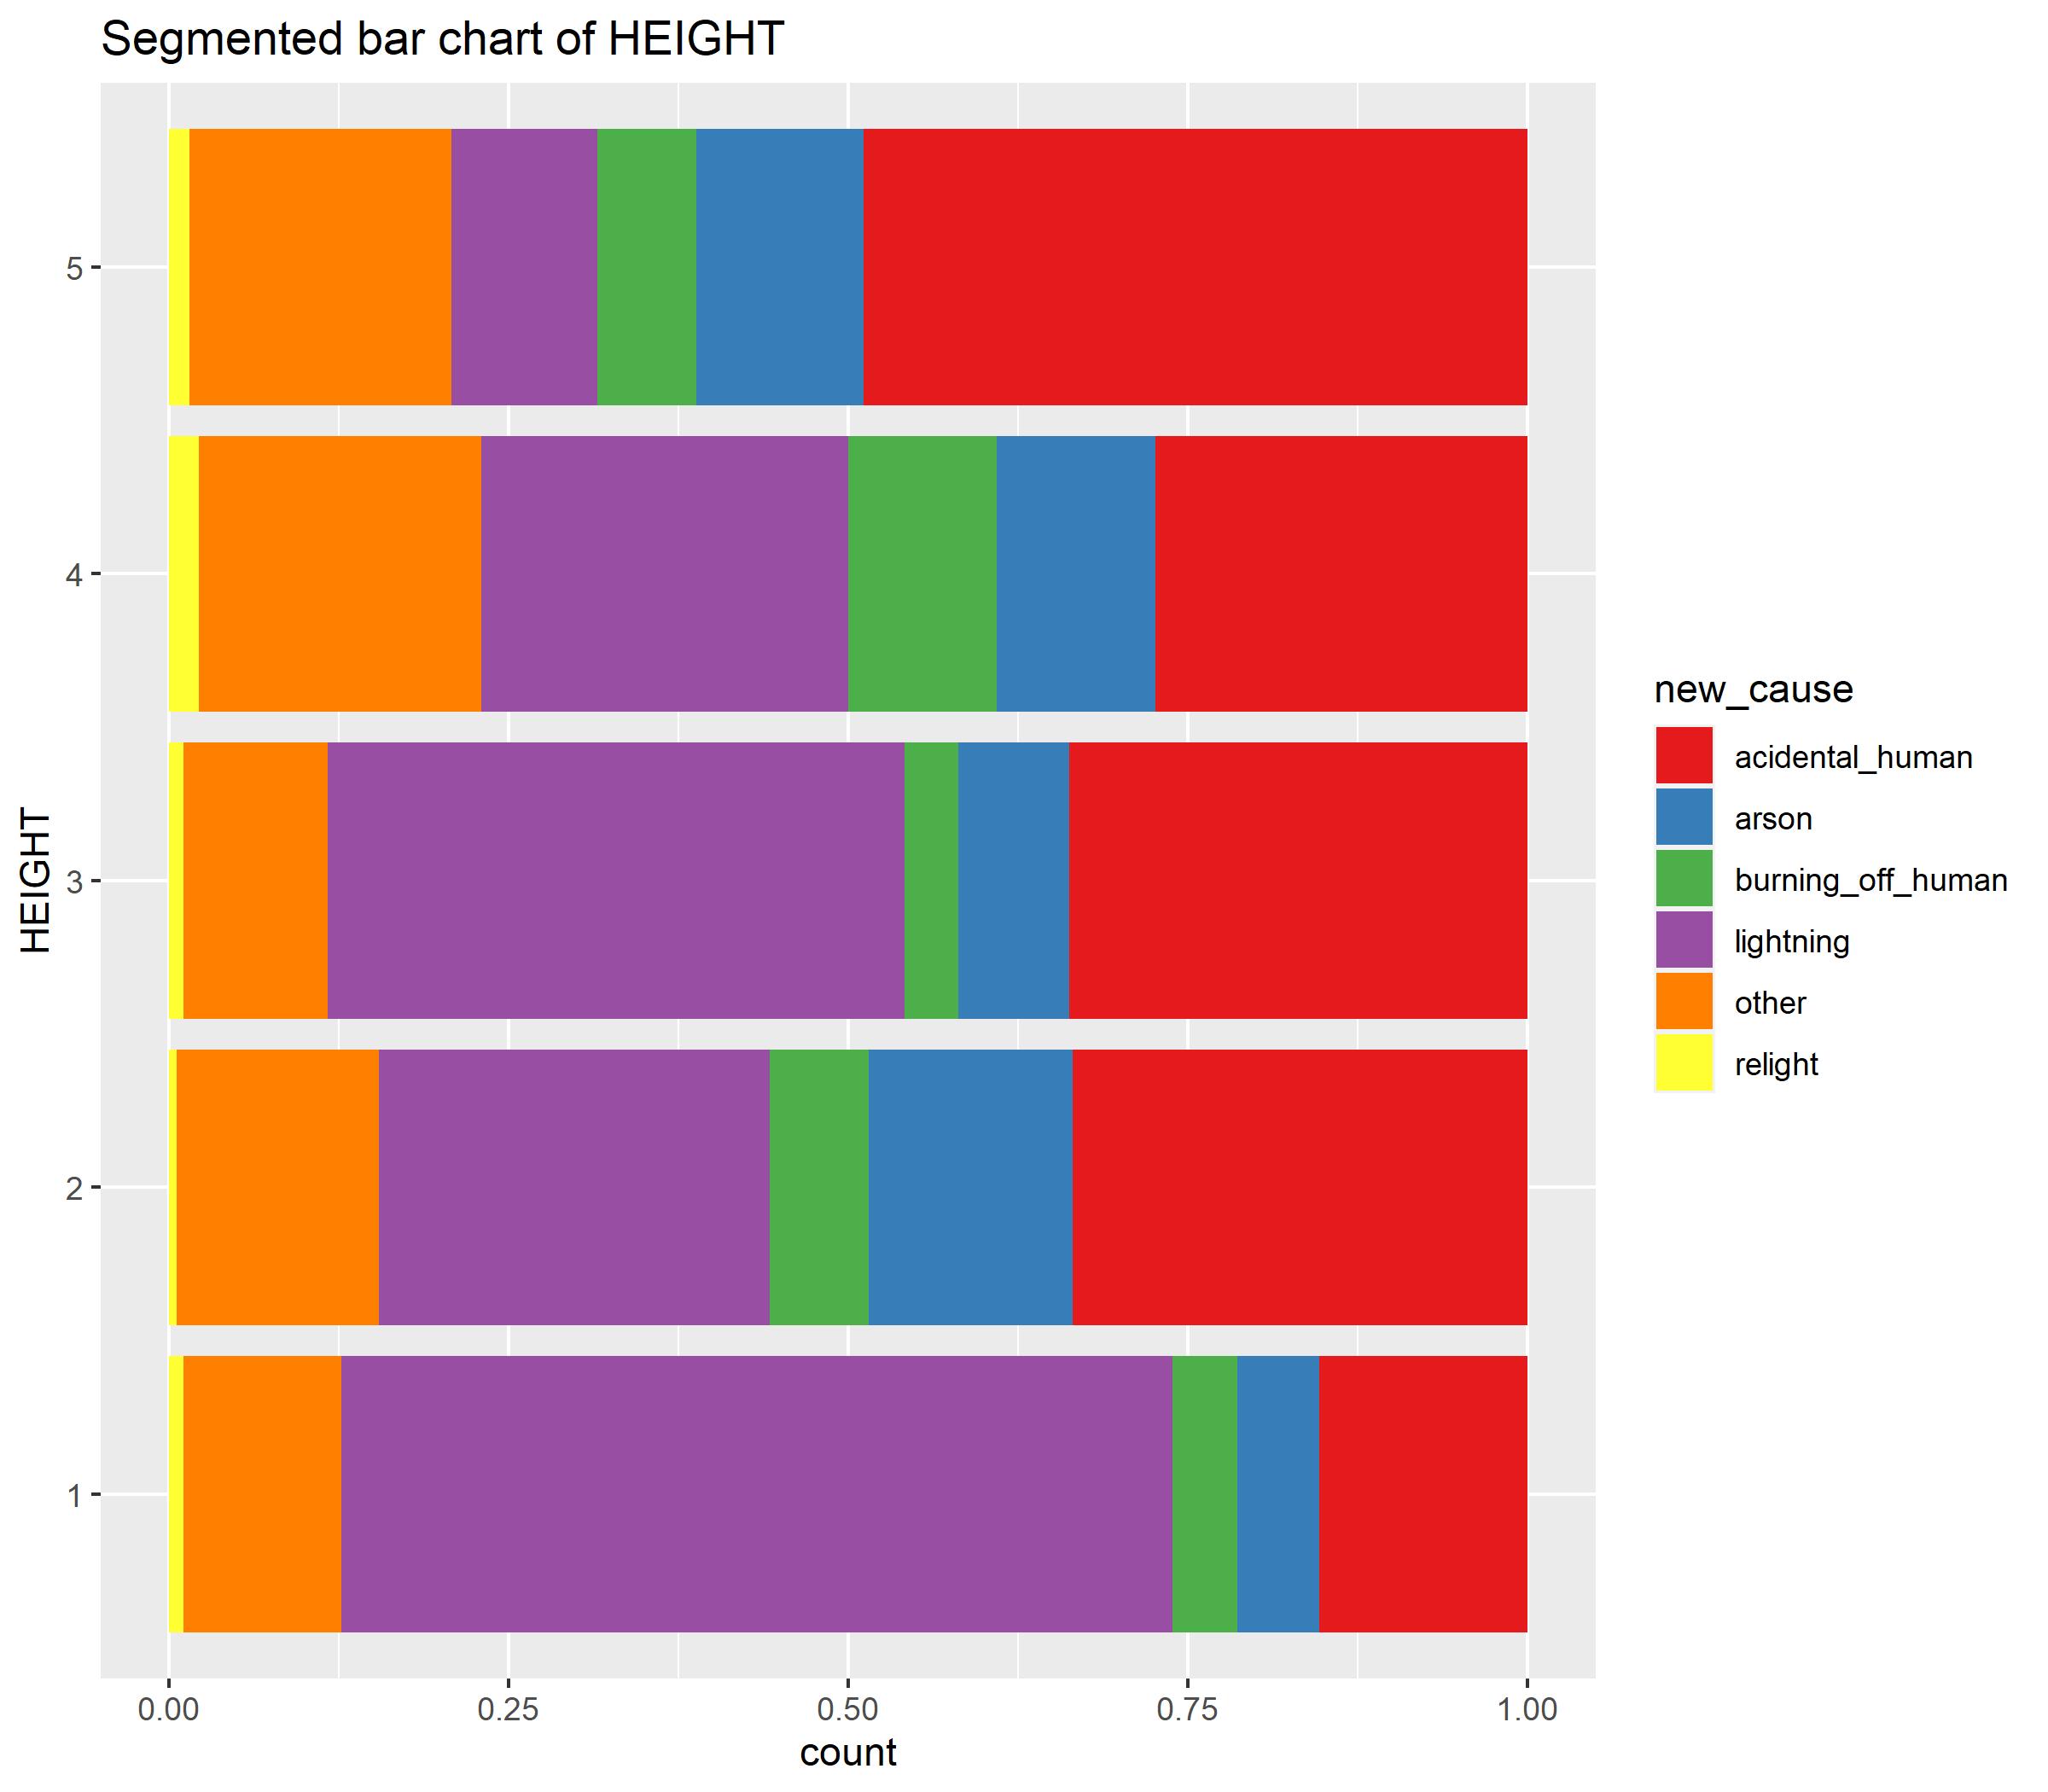 Segmented bar chart of HEIGHT
HEIGHT
5
4
3
2
1
0.00 0.25 0.50 0.75 1.00
count
new_cause
acidental_human
arson
burning_off_human
lightning
other
relight